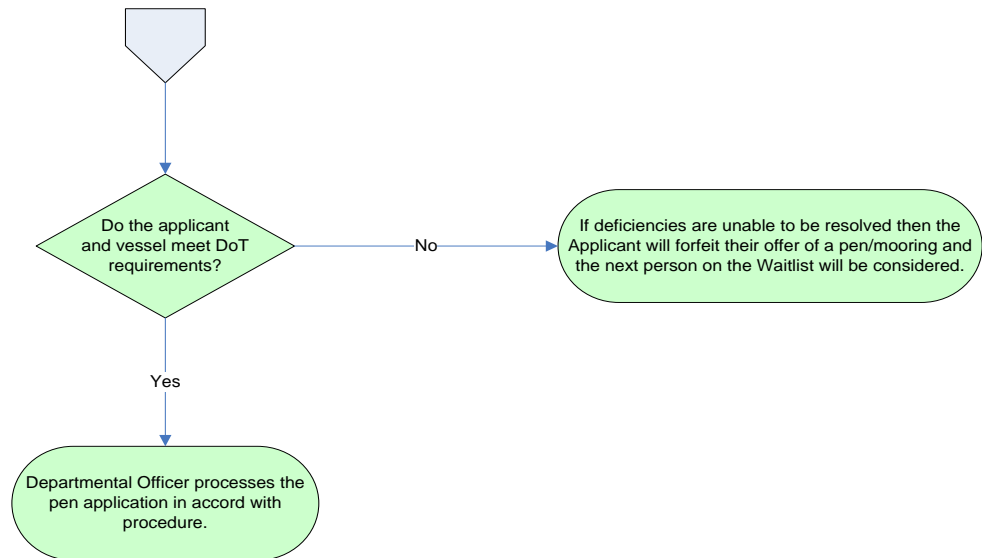 Do the applicant
and vessel meet DoT
requirements?
No
If deficiencies are unable to be resolved then the
Applicant will forfeit their offer of a pen/mooring and
the next person on the Waitlist will be considered.
Yes
Departmental Officer processes the
pen application in accord with
procedure.